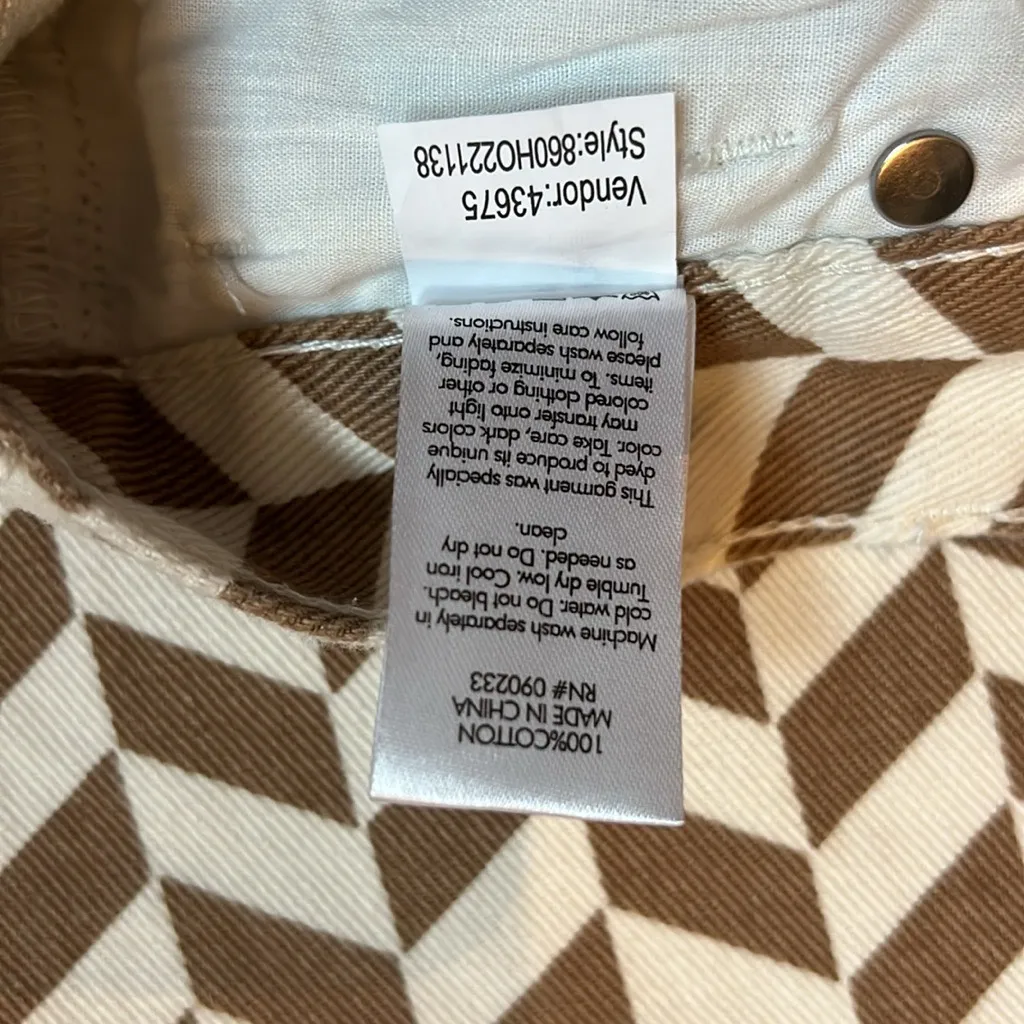 100%COTTON
MADE IN CHINA
RN# 090233
Machine wash separately in
cold water. Do not bleach.
Tumble dry low. Cool iron
as needed. Do not dry
clean.
This garment was specially
dyed to produce its unique
color. Take care, dark colors
may transfer onto light
colored clothing or other
items. To minimize fading,
please wash separately and
follow care instructions.
Vendor:43675
Style:860HO221138